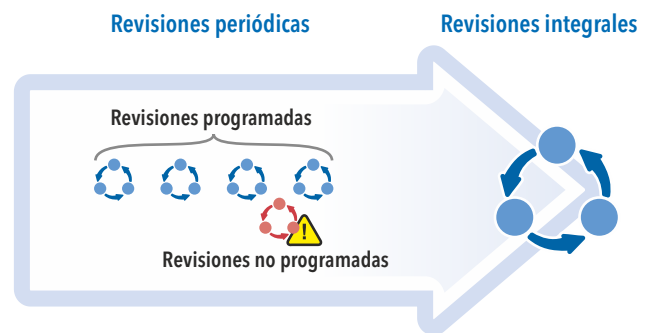 Revisiones periódicas
Revisiones integrales
Revisiones programadas
!
Revisiones no programadas